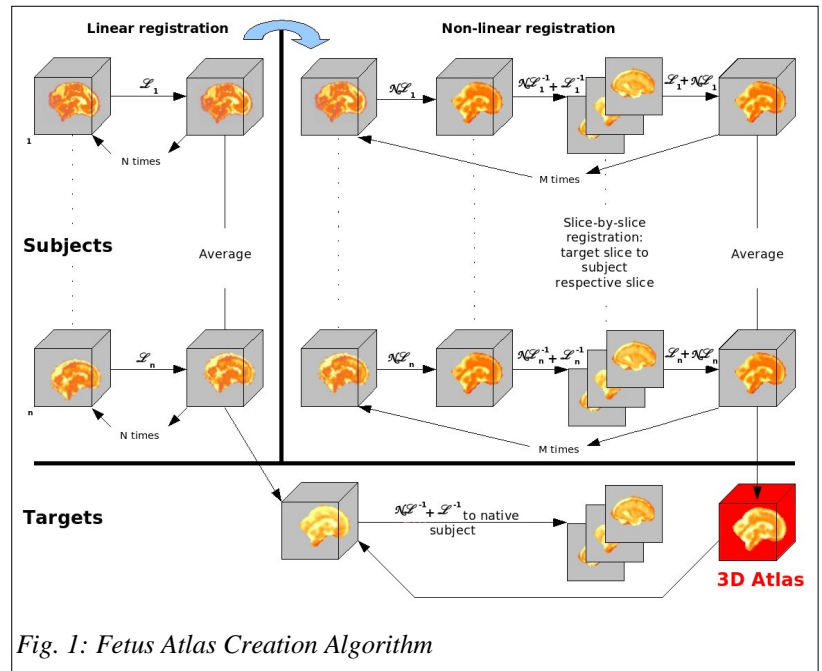 Linear registration
Non-linear registration
ℒ₁
𝒩ℒ₁
𝒩ℒ₁⁻¹ + ℒ₁⁻¹
ℒ₁ + 𝒩ℒ₁
1
N times
M times
Subjects
Average
Slice-by-slice
registration:
target slice to
subject
respective slice
Average
ℒₙ
𝒩ℒₙ
𝒩ℒₙ⁻¹ + ℒₙ⁻¹
ℒₙ + 𝒩ℒₙ
n
N times
M times
Targets
𝒩ℒ⁻¹ + ℒ⁻¹ to native
subject
3D Atlas
Fig. 1: Fetus Atlas Creation Algorithm